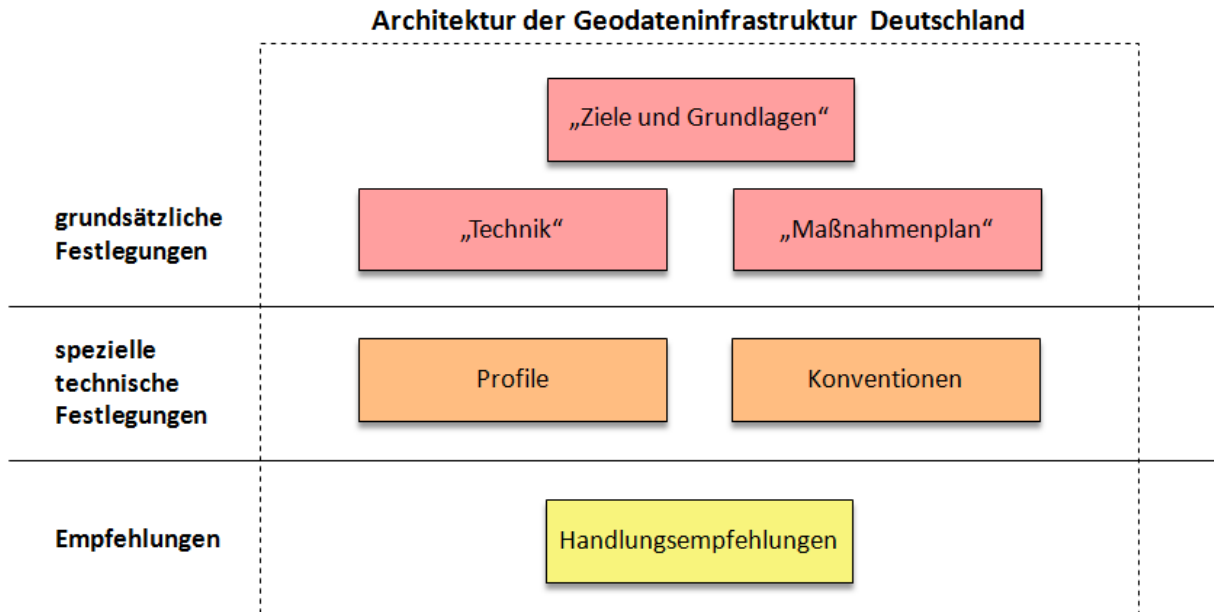 Architektur der Geodateninfrastruktur Deutschland
„Ziele und Grundlagen“
grundsätzliche
Festlegungen
„Technik“
„Maßnahmenplan“
spezielle
technische
Festlegungen
Profile
Konventionen
Empfehlungen
Handlungsempfehlungen